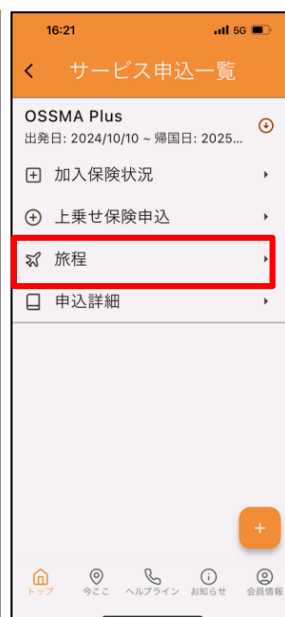 16:21
5G
サービス申込一覧
OSSMA Plus
出発日: 2024/10/10 ~ 帰国日: 2025...
加入保険状況
上乗せ保険申込
旅程
申込詳細
トップ
今ここ
ヘルプライン
お知らせ
会員情報